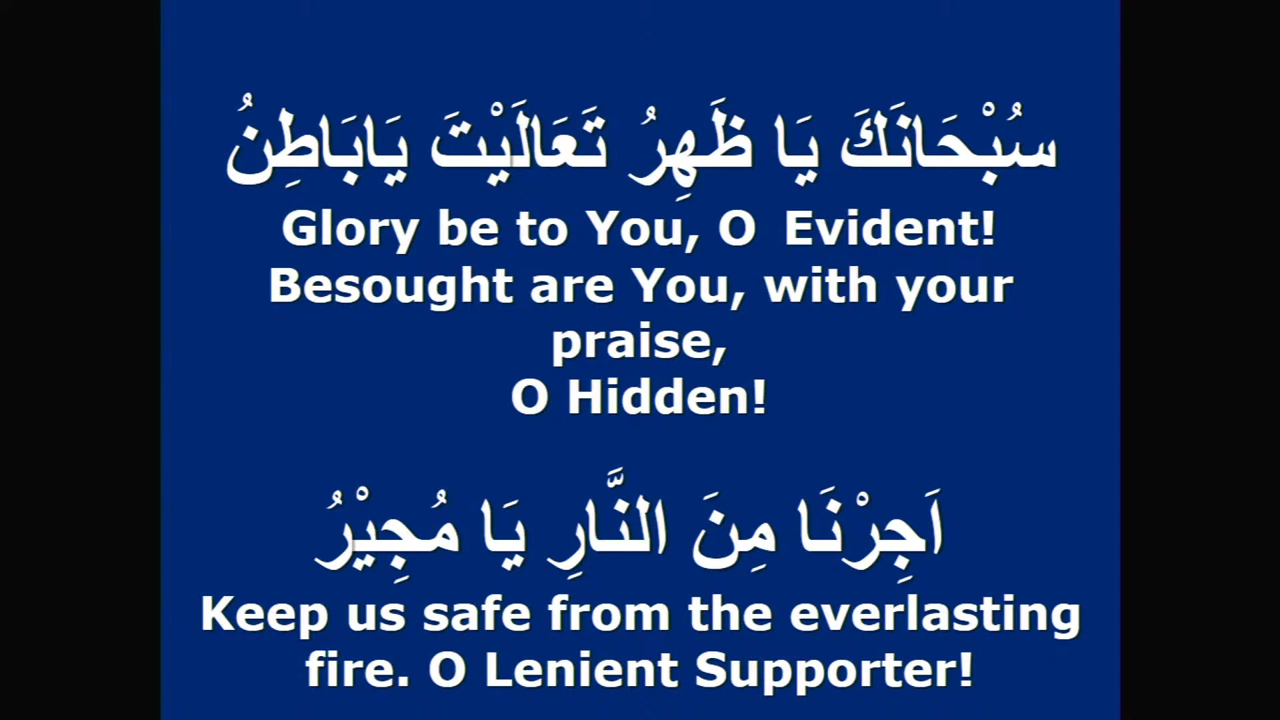 سُبْحَانَكَ يَا ظَهِرُ تَعَالَيْتَ يَابَاطِنُ
Glory be to You, O Evident!
Besought are You, with your
praise,
O Hidden!
اَجِرْنَا مِنَ النَّارِ يَا مُجِيْرُ
Keep us safe from the everlasting
fire. O Lenient Supporter!